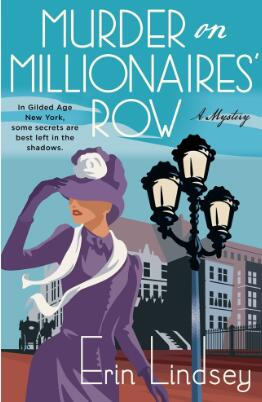 MURDER on
MILLIONAIRES'
ROW
A Mystery
In Gilded Age
New York,
some secrets are
best left in the
shadows.
Erin Lindsey